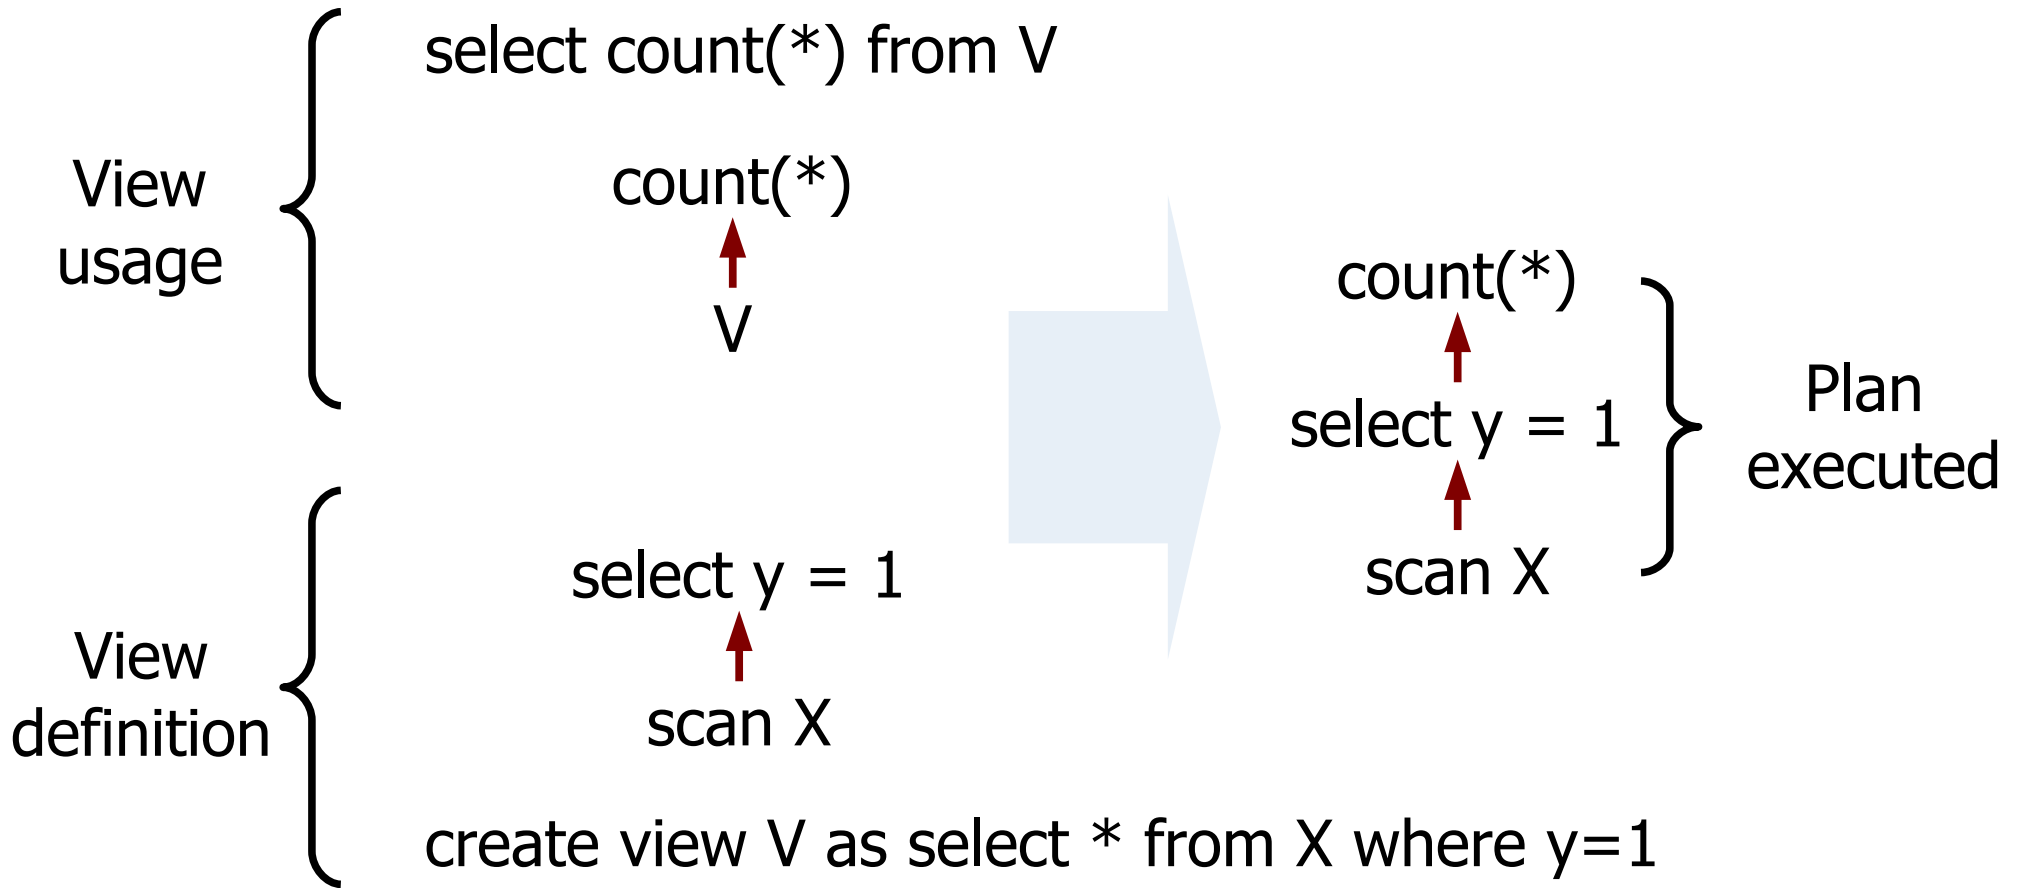 select count(*) from V
View
usage
count(*)
V
View
definition
select y = 1
scan X
create view V as select * from X where y=1
count(*)
select y = 1
scan X
Plan
executed